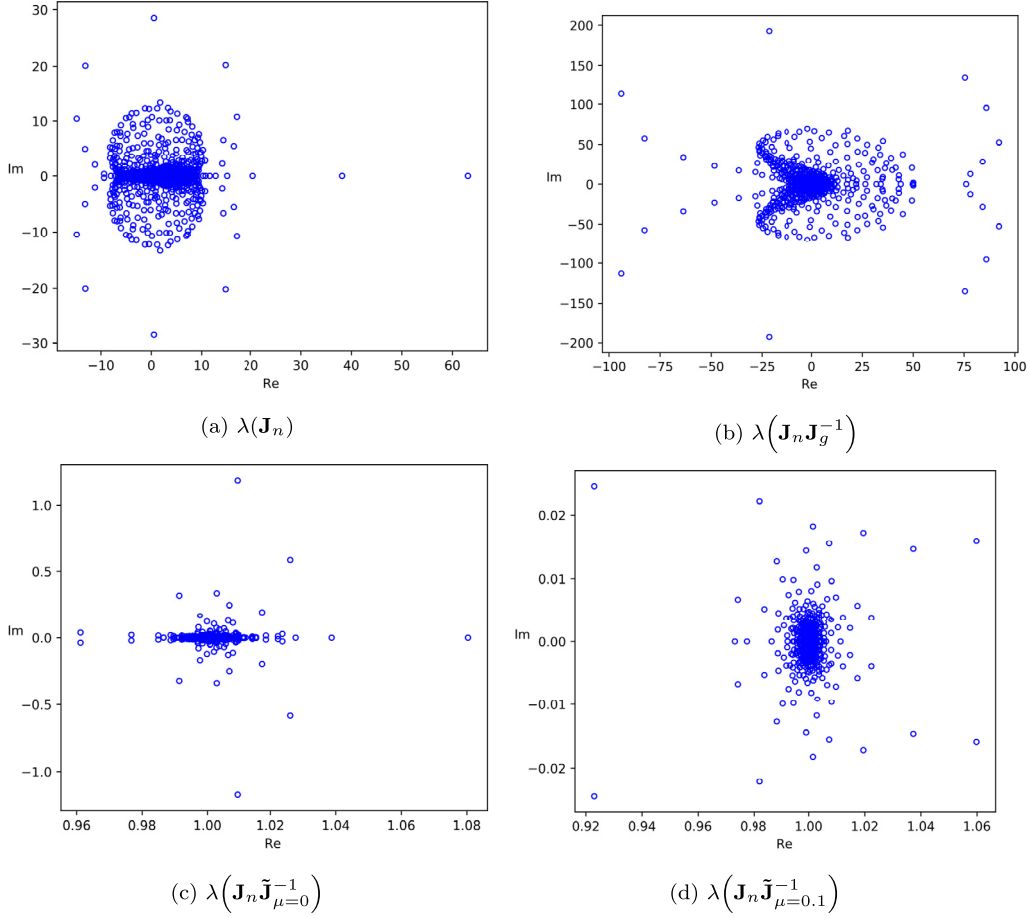 30
20
10
Im 0
−10
−20
−30
−10 0 10 20 30 40 50 60
Re
(a) λ(J_n)
200
150
100
50
Im 0
−50
−100
−150
−200
−100 −75 −50 −25 0 25 50 75 100
Re
(b) λ(J_n J_g^{-1})
1.0
0.5
Im 0.0
−0.5
−1.0
0.96 0.98 1.00 1.02 1.04 1.06 1.08
Re
(c) λ(J_n J̃_{μ=0}^{-1})
0.02
0.01
Im 0.00
−0.01
−0.02
0.92 0.94 0.96 0.98 1.00 1.02 1.04 1.06
Re
(d) λ(J_n J̃_{μ=0.1}^{-1})